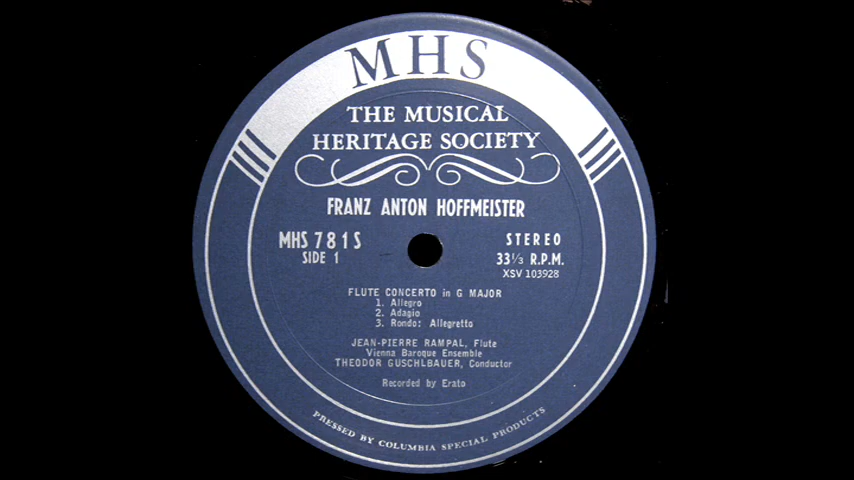 MHS
THE MUSICAL
HERITAGE SOCIETY
FRANZ ANTON HOFFMEISTER
MHS 781S
SIDE 1
STEREO
33⅓ R.P.M.
XSV 103928
FLUTE CONCERTO in G MAJOR
1. Allegro
2. Adagio
3. Rondo: Allegretto
JEAN-PIERRE RAMPAL, Flute
Vienna Baroque Ensemble
THEODOR GUSCHLBAUER, Conductor
Recorded by Erato
PRESSED BY COLUMBIA SPECIAL PRODUCTS